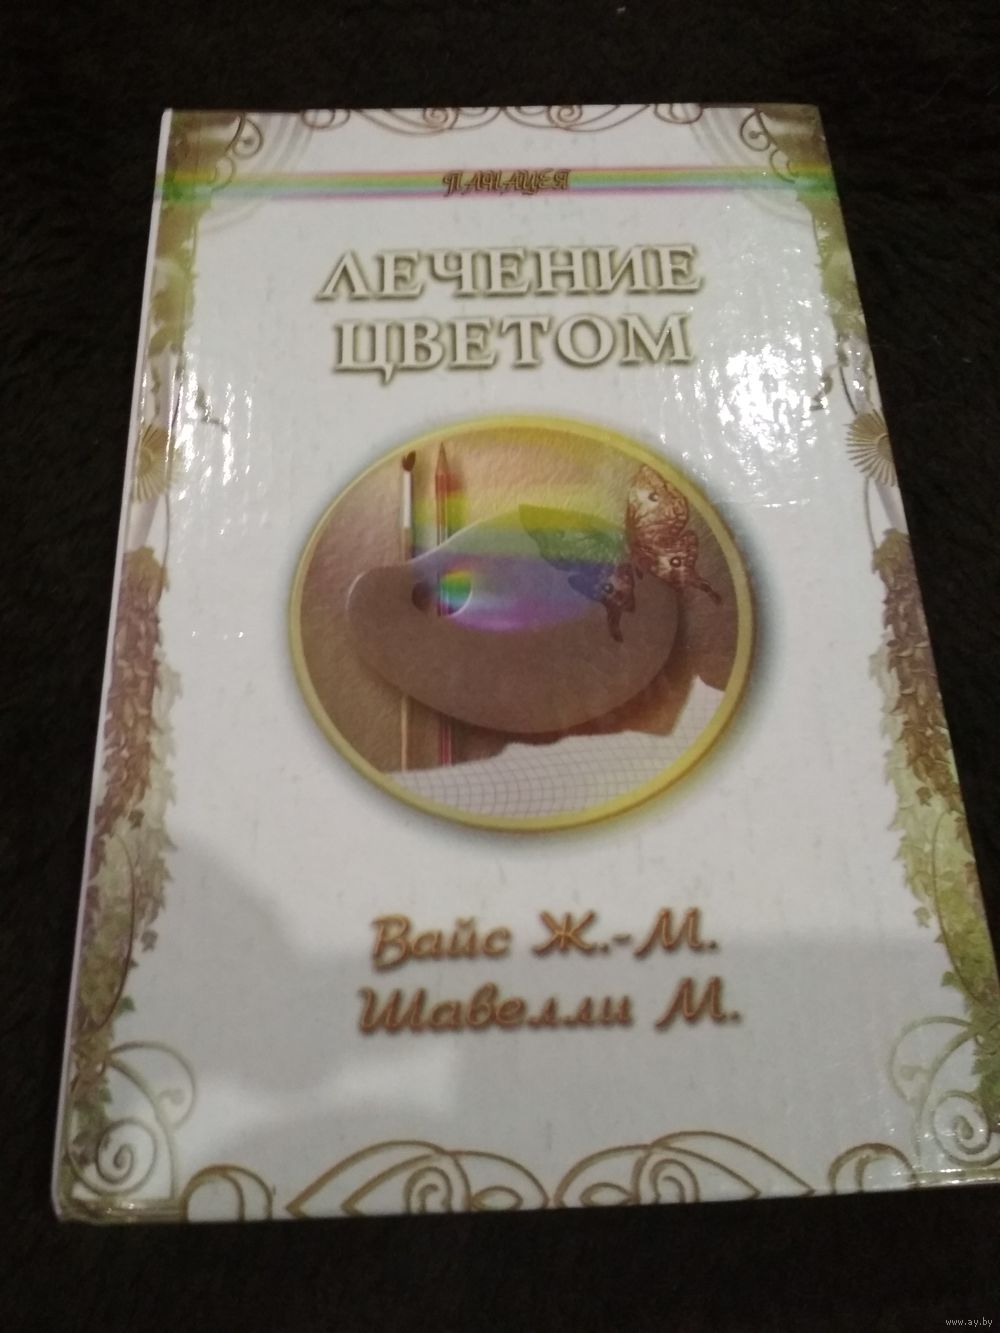 ПАНАЦЕЯ
ЛЕЧЕНИЕ
ЦВЕТОМ
Вайс Ж.-М.
Шавелли М.
www.ay.by